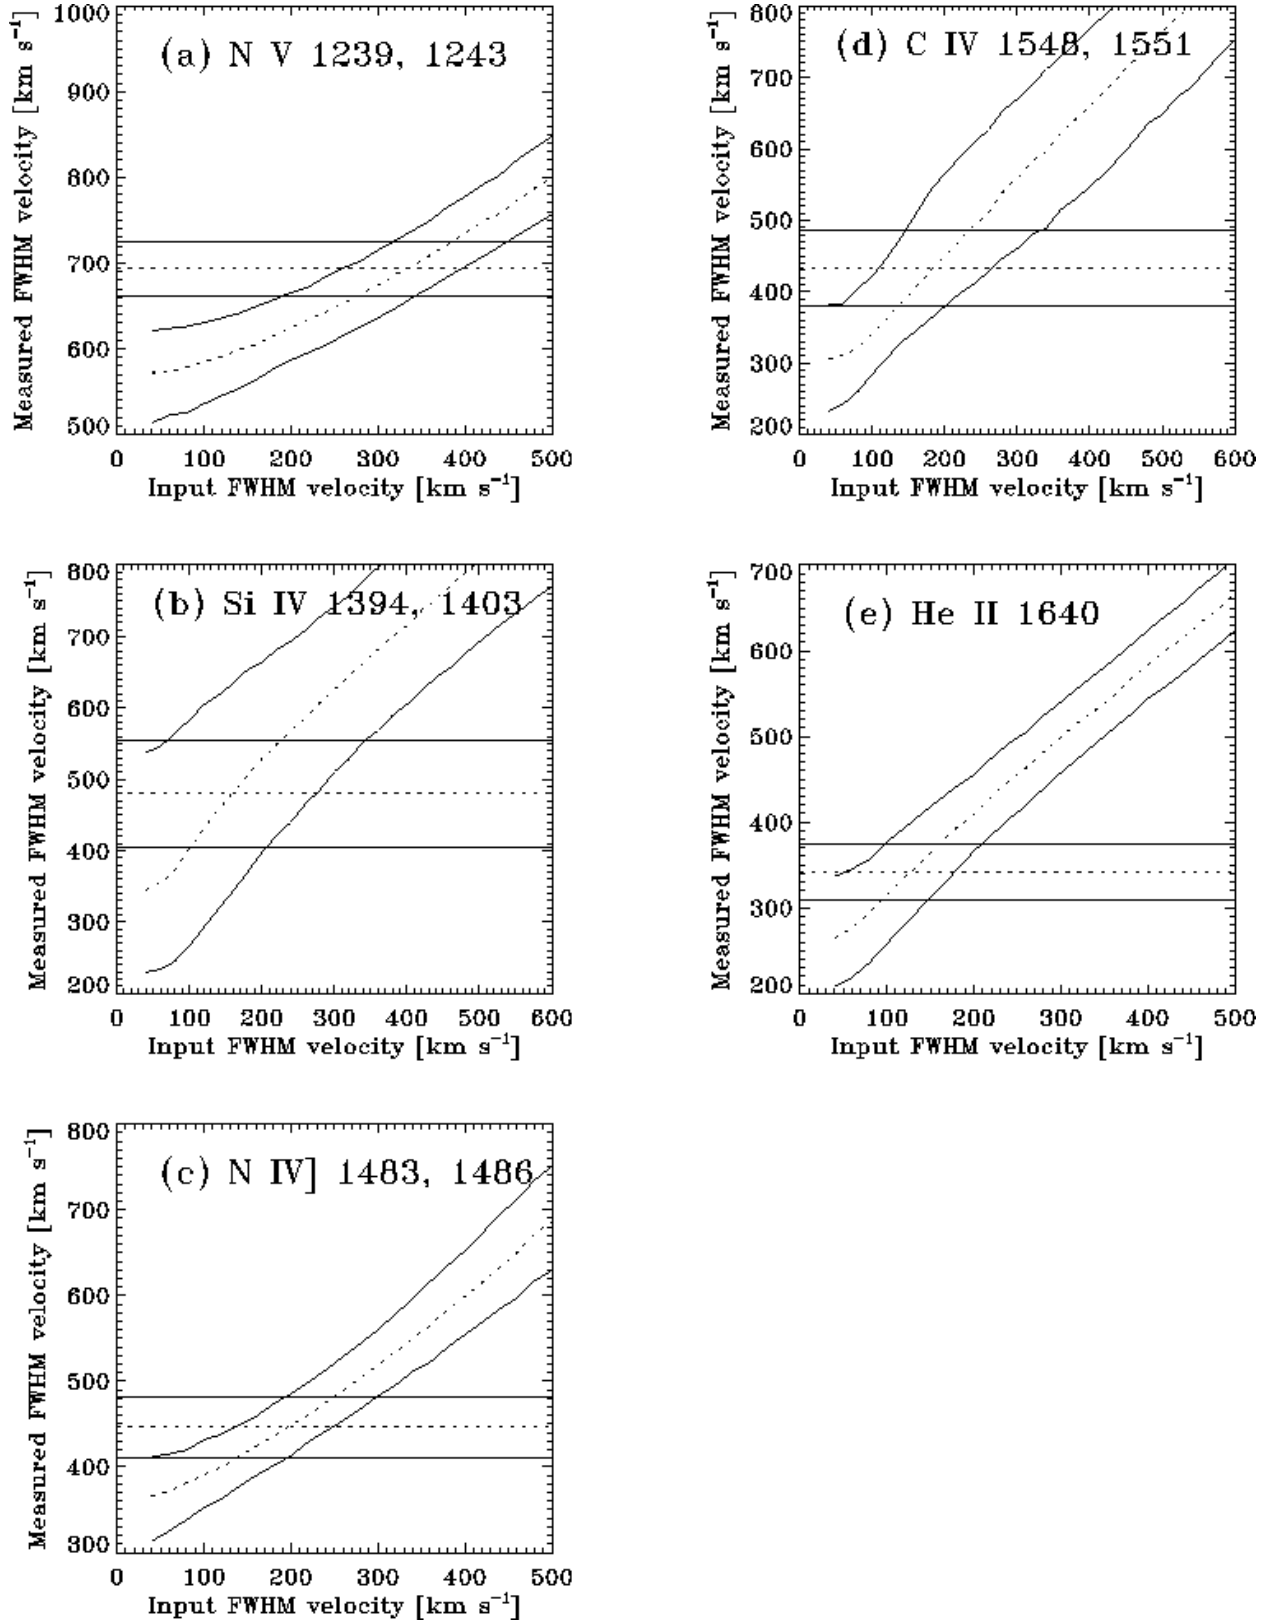 (a) N V 1239, 1243
Measured FWHM velocity [km s⁻¹]
1000
900
800
700
600
500
0 100 200 300 400 500
Input FWHM velocity [km s⁻¹]
(d) C IV 1548, 1551
Measured FWHM velocity [km s⁻¹]
800
700
600
500
400
300
200
0 100 200 300 400 500 600
Input FWHM velocity [km s⁻¹]
(b) Si IV 1394, 1403
Measured FWHM velocity [km s⁻¹]
800
700
600
500
400
300
200
0 100 200 300 400 500 600
Input FWHM velocity [km s⁻¹]
(e) He II 1640
Measured FWHM velocity [km s⁻¹]
700
600
500
400
300
200
0 100 200 300 400 500
Input FWHM velocity [km s⁻¹]
(c) N IV] 1483, 1486
Measured FWHM velocity [km s⁻¹]
800
700
600
500
400
300
0 100 200 300 400 500
Input FWHM velocity [km s⁻¹]